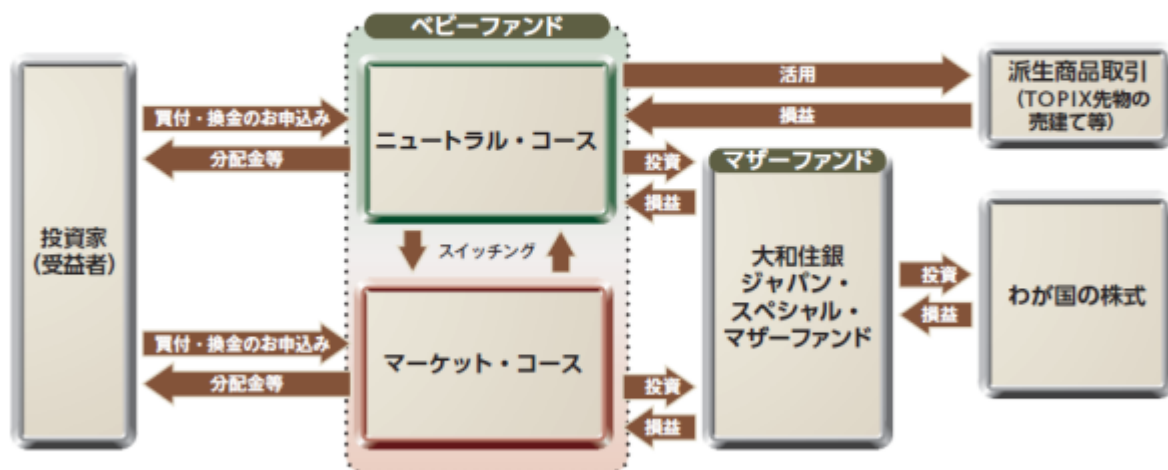 ベビーファンド
投資家
(受益者)
買付・換金のお申込み
分配金等
ニュートラル・コース
スイッチング
買付・換金のお申込み
分配金等
マーケット・コース
活用
損益
派生商品取引
(TOPIX先物の
売建て等)
投資
損益
投資
損益
マザーファンド
大和住銀
ジャパン・
スペシャル・
マザーファンド
投資
損益
わが国の株式